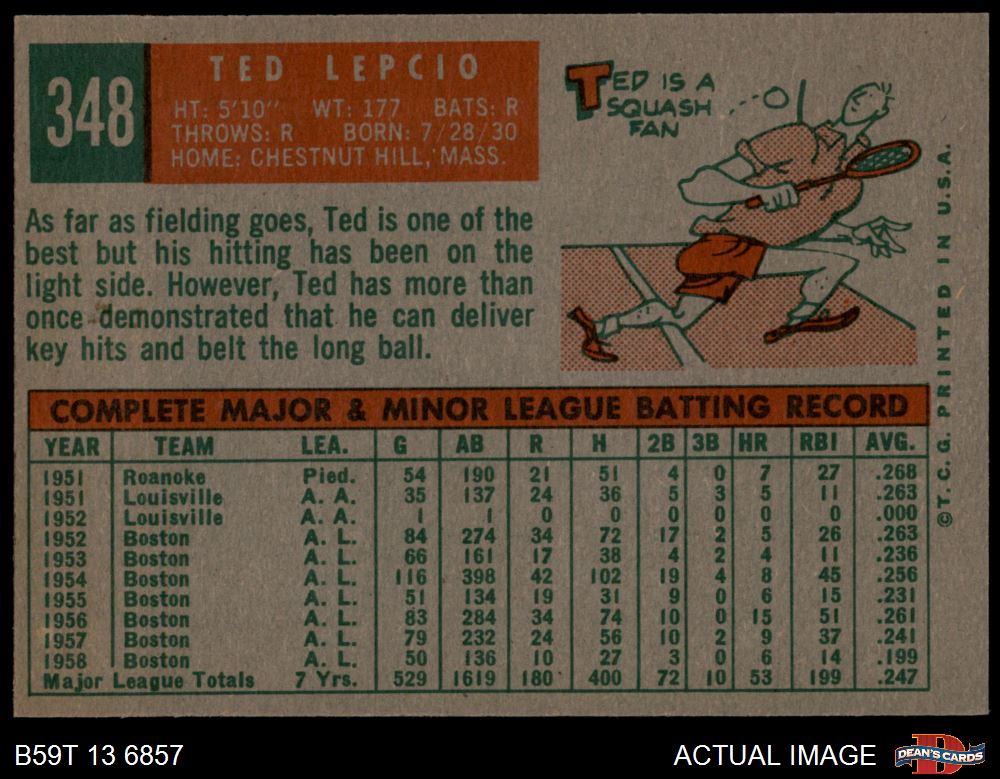 348
TED LEPCIO
HT: 5'10" WT: 177 BATS: R
THROWS: R BORN: 7/28/30
HOME: CHESTNUT HILL, MASS.
TED IS A
SQUASH
FAN
As far as fielding goes, Ted is one of the
best but his hitting has been on the
light side. However, Ted has more than
once demonstrated that he can deliver
key hits and belt the long ball.
COMPLETE MAJOR & MINOR LEAGUE BATTING RECORD
YEAR TEAM LEA. G AB R H 2B 3B HR RBI AVG.
1951 Roanoke Pied. 54 190 21 51 4 0 7 27 .268
1951 Louisville A. A. 35 137 24 36 5 3 5 11 .263
1952 Louisville A. A. 1 1 0 0 0 0 0 0 .000
1952 Boston A. L. 84 274 34 72 17 2 5 26 .263
1953 Boston A. L. 66 161 17 38 4 2 4 11 .236
1954 Boston A. L. 116 398 42 102 19 4 8 45 .256
1955 Boston A. L. 51 134 19 31 9 0 6 15 .231
1956 Boston A. L. 83 284 34 74 10 0 15 51 .261
1957 Boston A. L. 79 232 24 56 10 2 9 37 .241
1958 Boston A. L. 50 136 10 27 3 0 6 14 .199
Major League Totals 7 Yrs. 529 1619 180 400 72 10 53 199 .247
© T. C. G. PRINTED IN U.S.A.
B59T 13 6857
ACTUAL IMAGE
D
DEAN'S CARDS